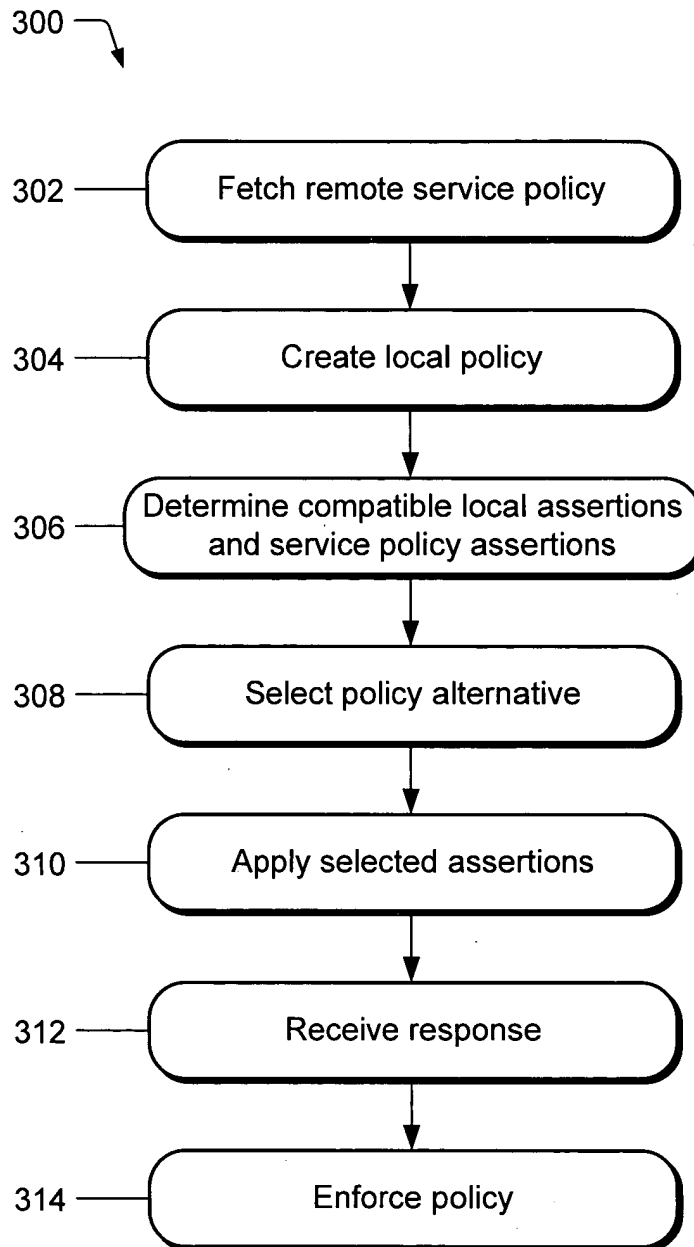 300
302
Fetch remote service policy
304
Create local policy
306
Determine compatible local assertions
and service policy assertions
308
Select policy alternative
310
Apply selected assertions
312
Receive response
314
Enforce policy